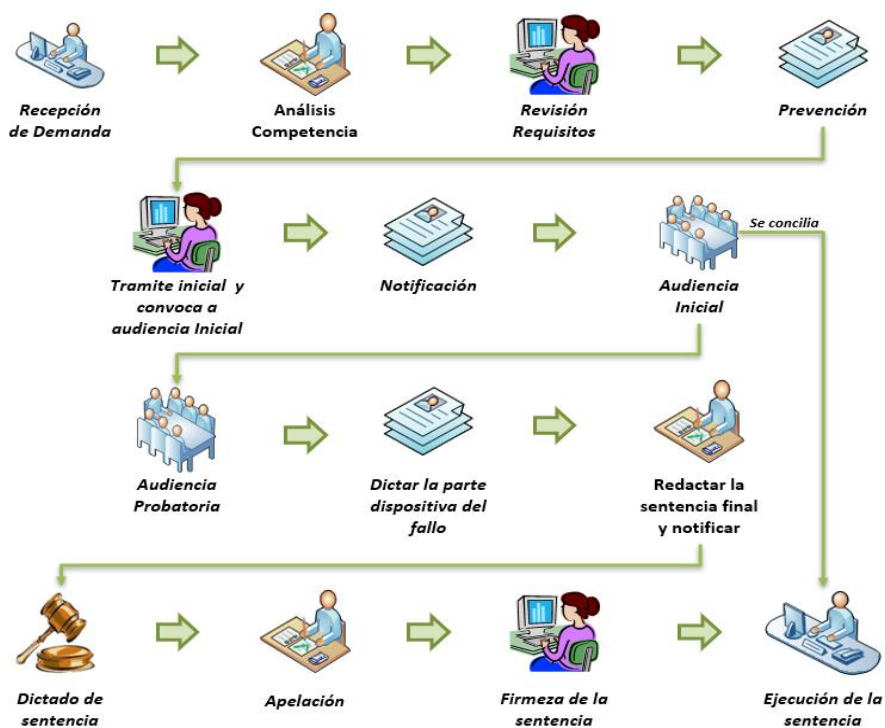 Recepción
de Demanda
Análisis
Competencia
Revisión
Requisitos
Prevención
Tramite inicial y
convoca a
audiencia Inicial
Notificación
Audiencia
Inicial
Se concilia
Audiencia
Probatoria
Dictar la parte
dispositiva del
fallo
Redactar la
sentencia final
y notificar
Dictado de
sentencia
Apelación
Firmeza de la
sentencia
Ejecución de la
sentencia